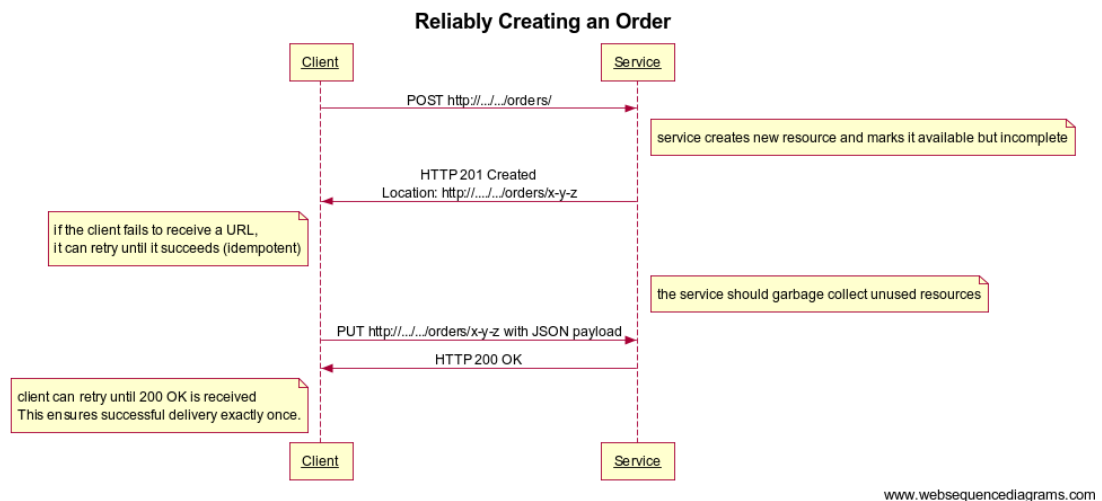 Reliably Creating an Order
Client
Service
POST http://.../.../orders/
service creates new resource and marks it available but incomplete
HTTP 201 Created
Location: http://..../.../orders/x-y-z
if the client fails to receive a URL,
it can retry until it succeeds (idempotent)
the service should garbage collect unused resources
PUT http://.../.../orders/x-y-z with JSON payload
HTTP 200 OK
client can retry until 200 OK is received
This ensures successful delivery exactly once.
Client
Service
www.websequencediagrams.com